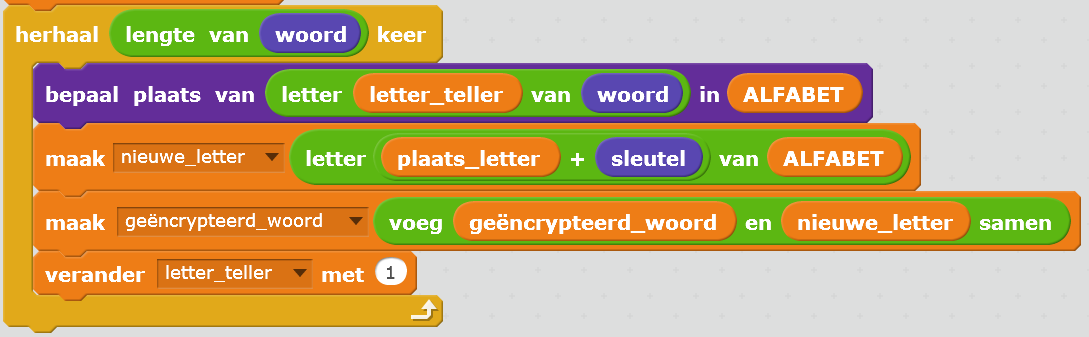 herhaal lengte van woord keer
bepaal plaats van letter letter_teller van woord in ALFABET
maak nieuwe_letter letter plaats_letter + sleutel van ALFABET
maak geëncrypteerd_woord voeg geëncrypteerd_woord en nieuwe_letter samen
verander letter_teller met 1